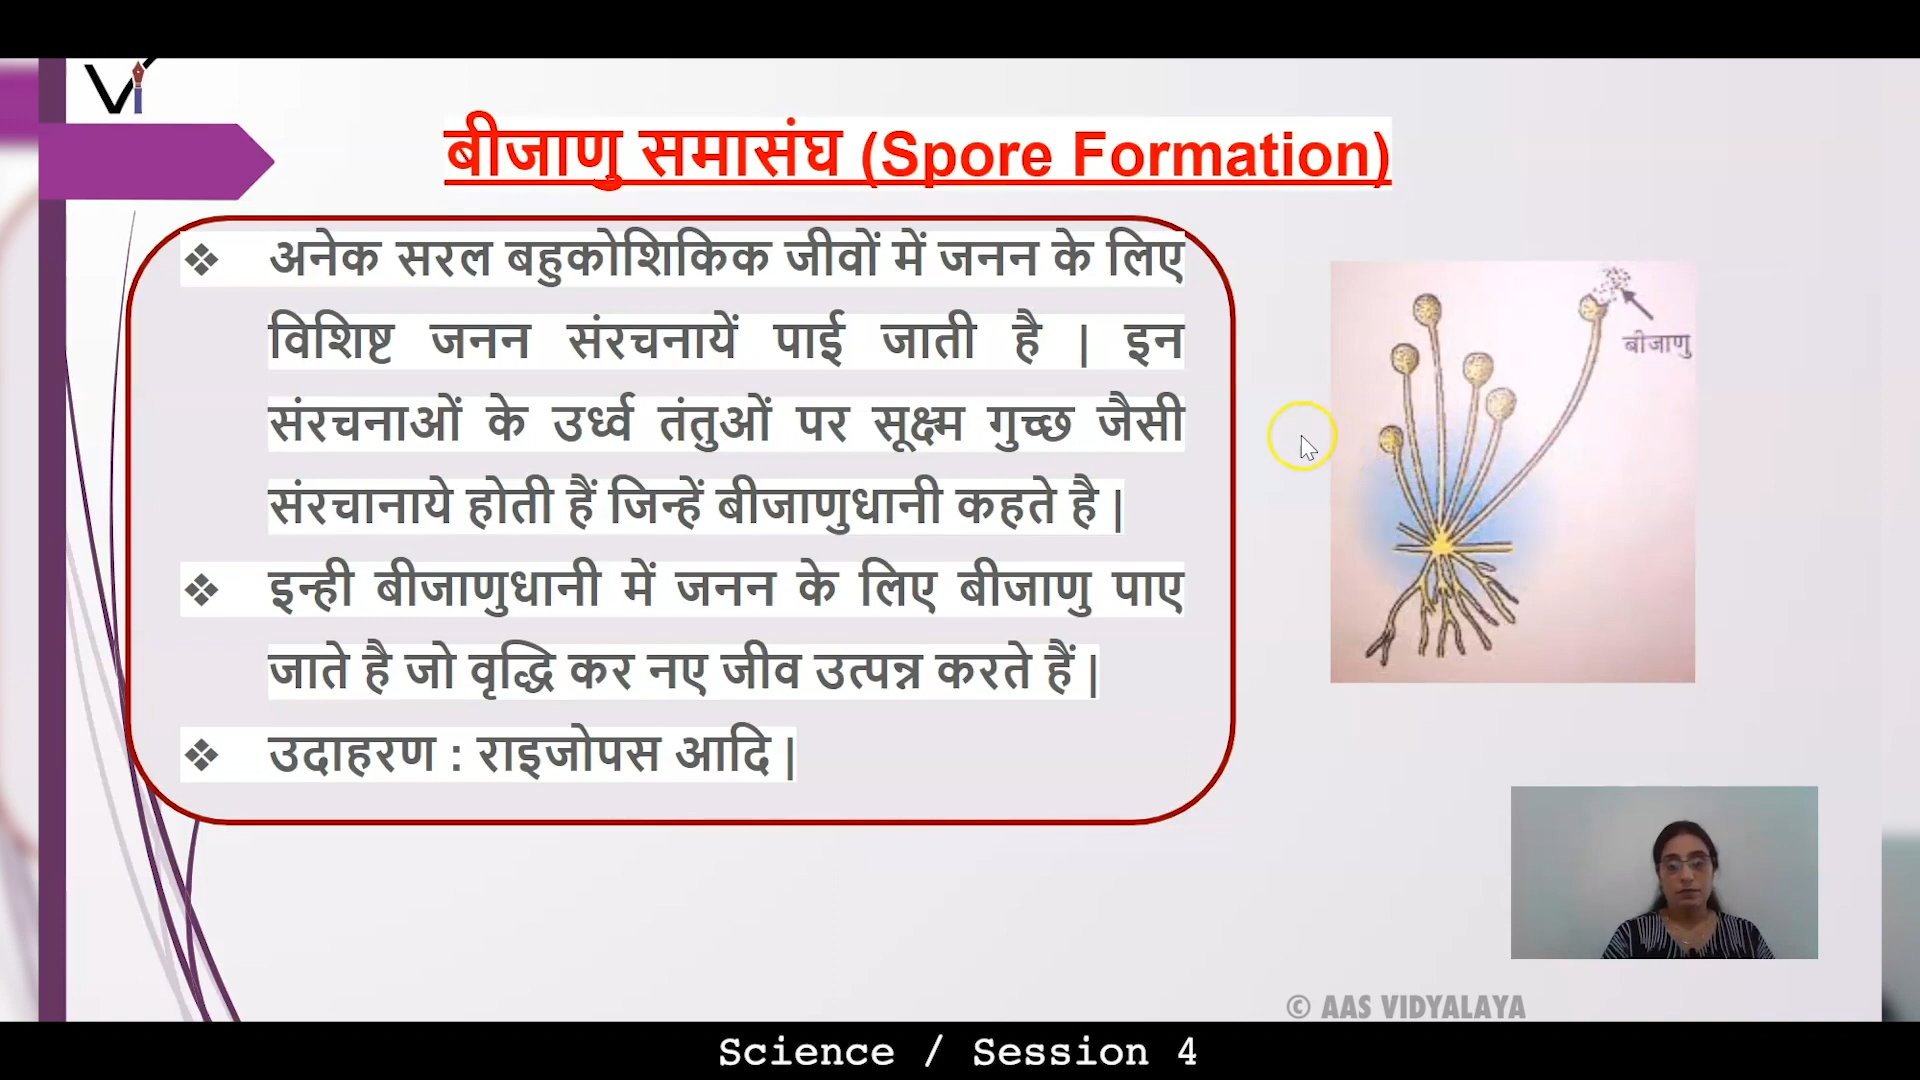 Vi
बीजाणु समासंघ (Spore Formation)
❖ अनेक सरल बहुकोशिकिक जीवों में जनन के लिए
विशिष्ट जनन संरचनायें पाई जाती है | इन
संरचनाओं के उर्ध्व तंतुओं पर सूक्ष्म गुच्छ जैसी
संरचानाये होती हैं जिन्हें बीजाणुधानी कहते है |
❖ इन्ही बीजाणुधानी में जनन के लिए बीजाणु पाए
जाते है जो वृद्धि कर नए जीव उत्पन्न करते हैं |
❖ उदाहरण : राइजोपस आदि |
बीजाणु
© AAS VIDYALAYA
Science / Session 4